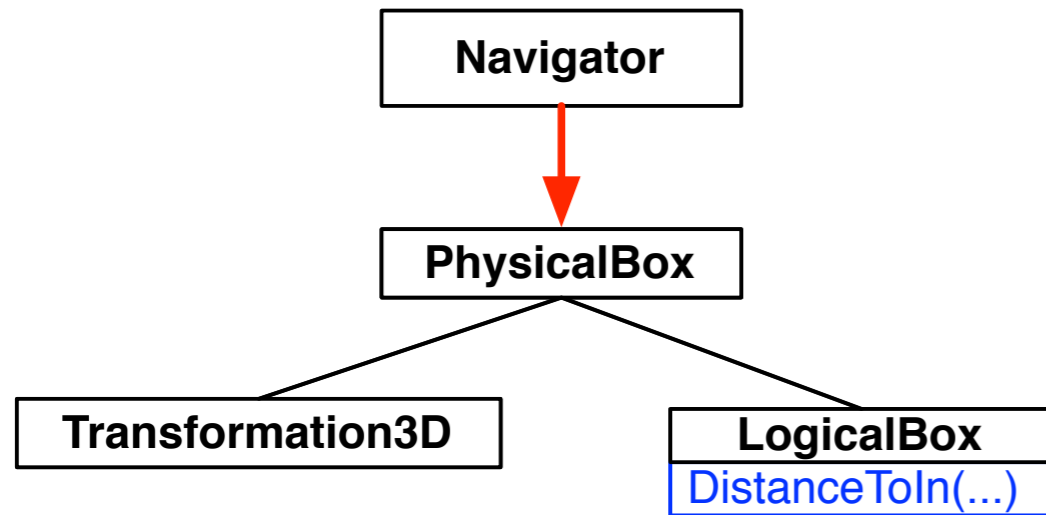 Navigator
PhysicalBox
Transformation3D
LogicalBox
DistanceToIn(...)